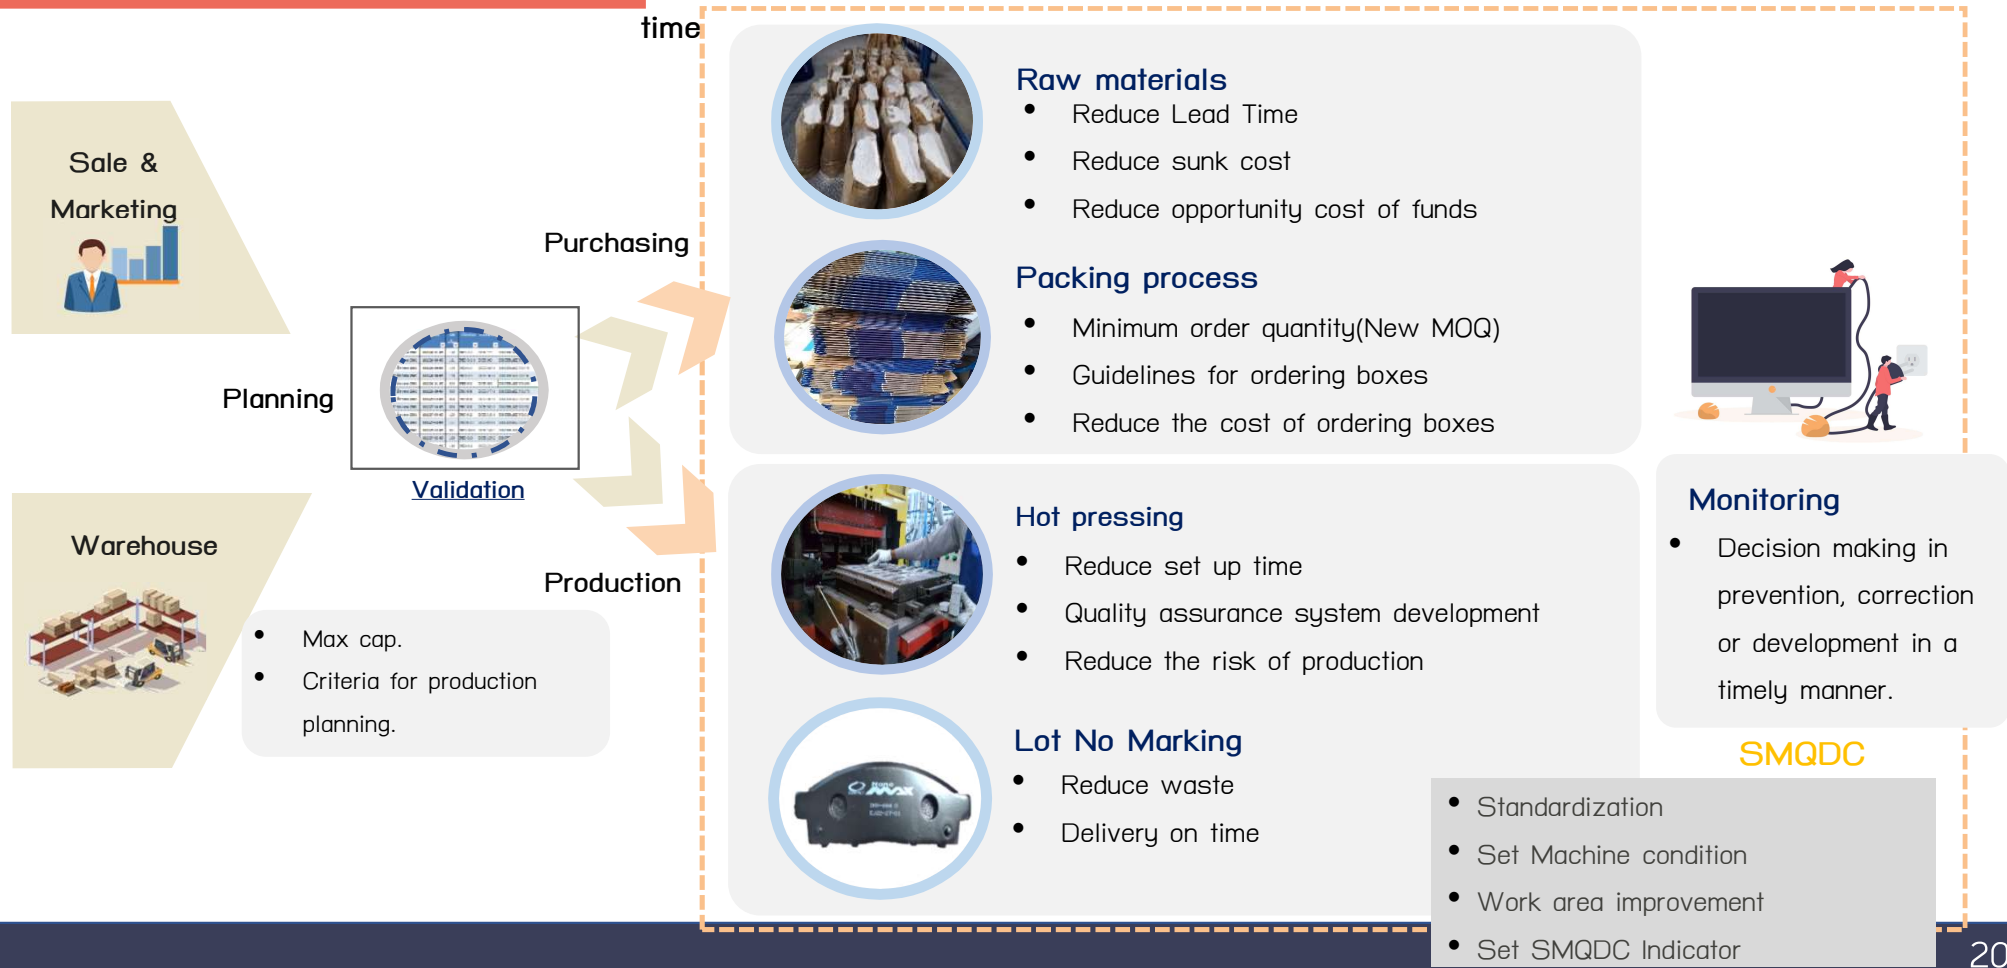 time
Sale &
Marketing
Purchasing
Planning
Validation
Warehouse
Production
• Max cap.
• Criteria for production
planning.
Raw materials
• Reduce Lead Time
• Reduce sunk cost
• Reduce opportunity cost of funds
Packing process
• Minimum order quantity(New MOQ)
• Guidelines for ordering boxes
• Reduce the cost of ordering boxes
Hot pressing
• Reduce set up time
• Quality assurance system development
• Reduce the risk of production
Lot No Marking
• Reduce waste
• Delivery on time
MAX
Monitoring
• Decision making in
prevention, correction
or development in a
timely manner.
SMQDC
• Standardization
• Set Machine condition
• Work area improvement
• Set SMQDC Indicator
20